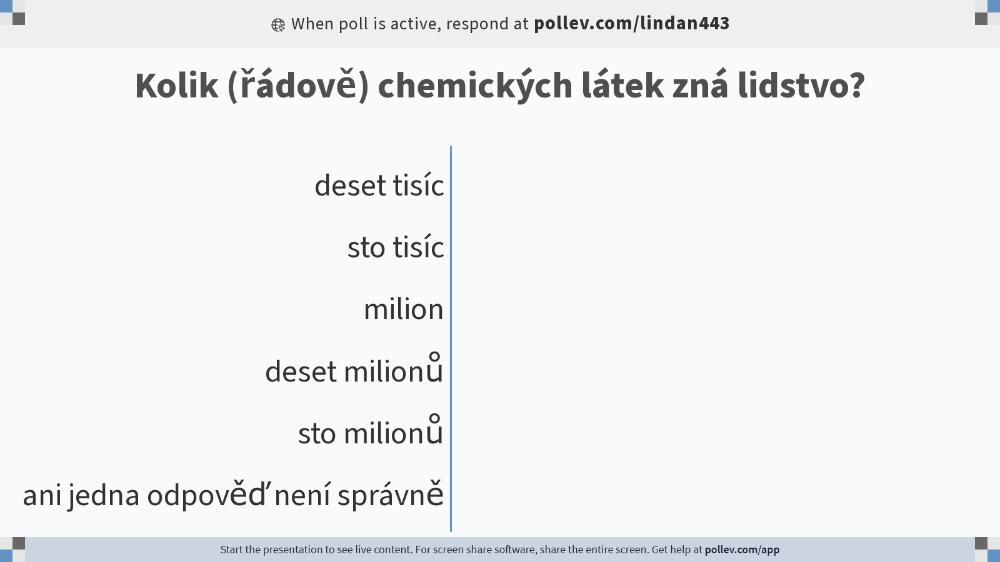 When poll is active, respond at pollev.com/lindan443
Kolik (řádově) chemických látek zná lidstvo?
deset tisíc
sto tisíc
milion
deset milionů
sto milionů
ani jedna odpověď není správně
Start the presentation to see live content. For screen share software, share the entire screen. Get help at pollev.com/app